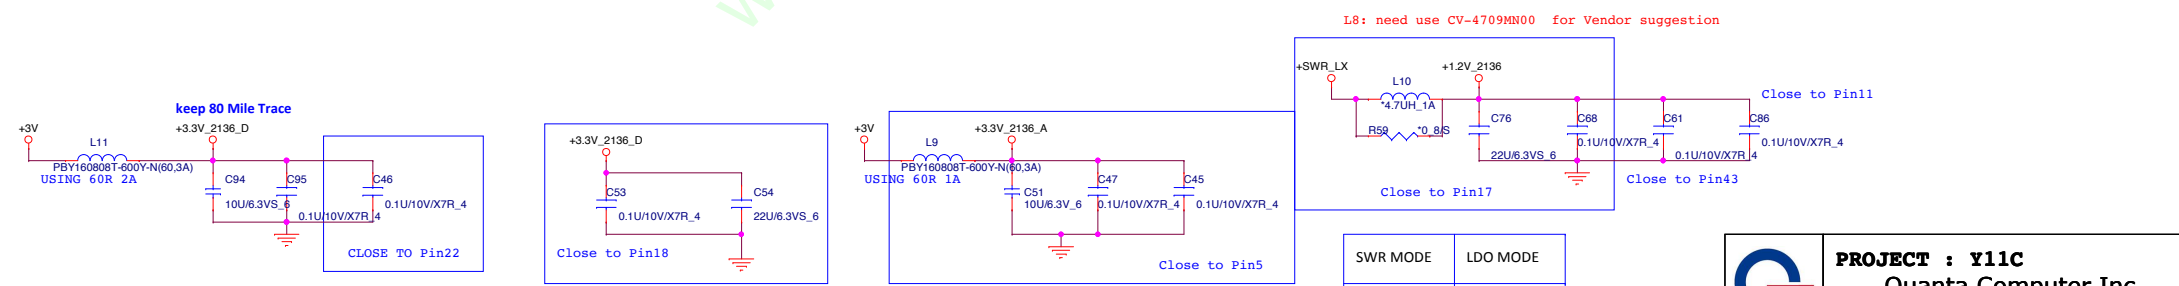 L8: need use CV-4709MN00 for Vendor suggestion
keep 80 Mile Trace
+3V
L11
PBY160808T-600Y-N(60,3A)
USING 60R 2A
+3.3V_2136_D
C94
10U/6.3VS_6
C95
0.1U/10V/X7R_4
C46
0.1U/10V/X7R_4
CLOSE TO Pin22
+3.3V_2136_D
C53
0.1U/10V/X7R_4
C54
22U/6.3VS_6
Close to Pin18
+3V
L9
PBY160808T-600Y-N(60,3A)
USING 60R 1A
+3.3V_2136_A
C51
10U/6.3V_6
C47
0.1U/10V/X7R_4
C45
0.1U/10V/X7R_4
Close to Pin5
+SWR_LX
L10
*4.7UH_1A
R59
*0_8/S
+1.2V_2136
C76
22U/6.3VS_6
C68
0.1U/10V/X7R_4
Close to Pin17
C61
0.1U/10V/X7R_4
Close to Pin43
C86
0.1U/10V/X7R_4
Close to Pin11
SWR MODE
LDO MODE
PROJECT : Y11C
Quanta Computer Inc